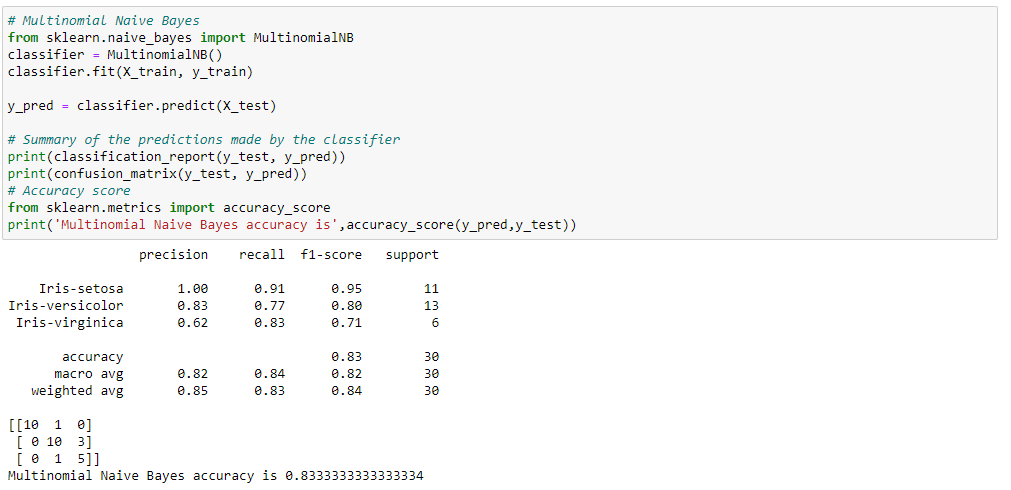 # Multinomial Naive Bayes
from sklearn.naive_bayes import MultinomialNB
classifier = MultinomialNB()
classifier.fit(X_train, y_train)
y_pred = classifier.predict(X_test)
# Summary of the predictions made by the classifier
print(classification_report(y_test, y_pred))
print(confusion_matrix(y_test, y_pred))
# Accuracy score
from sklearn.metrics import accuracy_score
print('Multinomial Naive Bayes accuracy is',accuracy_score(y_pred,y_test))
precision recall f1-score support
Iris-setosa 1.00 0.91 0.95 11
Iris-versicolor 0.83 0.77 0.80 13
Iris-virginica 0.62 0.83 0.71 6
accuracy 0.83 30
macro avg 0.82 0.84 0.82 30
weighted avg 0.85 0.83 0.84 30
[[10 1 0]
[ 0 10 3]
[ 0 1 5]]
Multinomial Naive Bayes accuracy is 0.8333333333333334